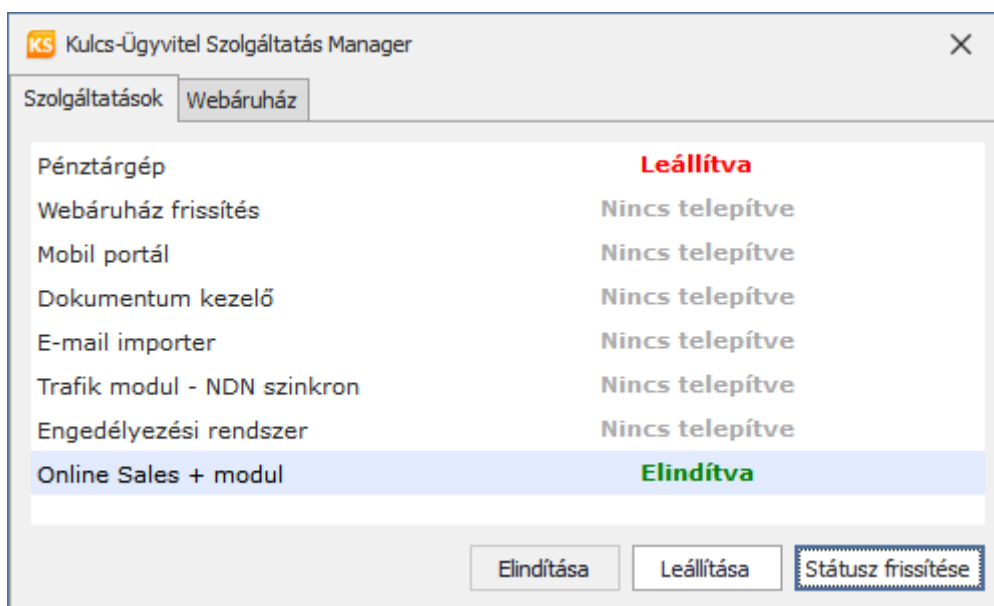 KS Kulcs-Ügyvitel Szolgáltatás Manager
Szolgáltatások Webáruház
Pénztárgép Leállítva
Webáruház frissítés Nincs telepítve
Mobil portál Nincs telepítve
Dokumentum kezelő Nincs telepítve
E-mail importer Nincs telepítve
Trafik modul - NDN szinkron Nincs telepítve
Engedélyezési rendszer Nincs telepítve
Online Sales + modul Elindítva
Elindítása Leállítása Státusz frissítése